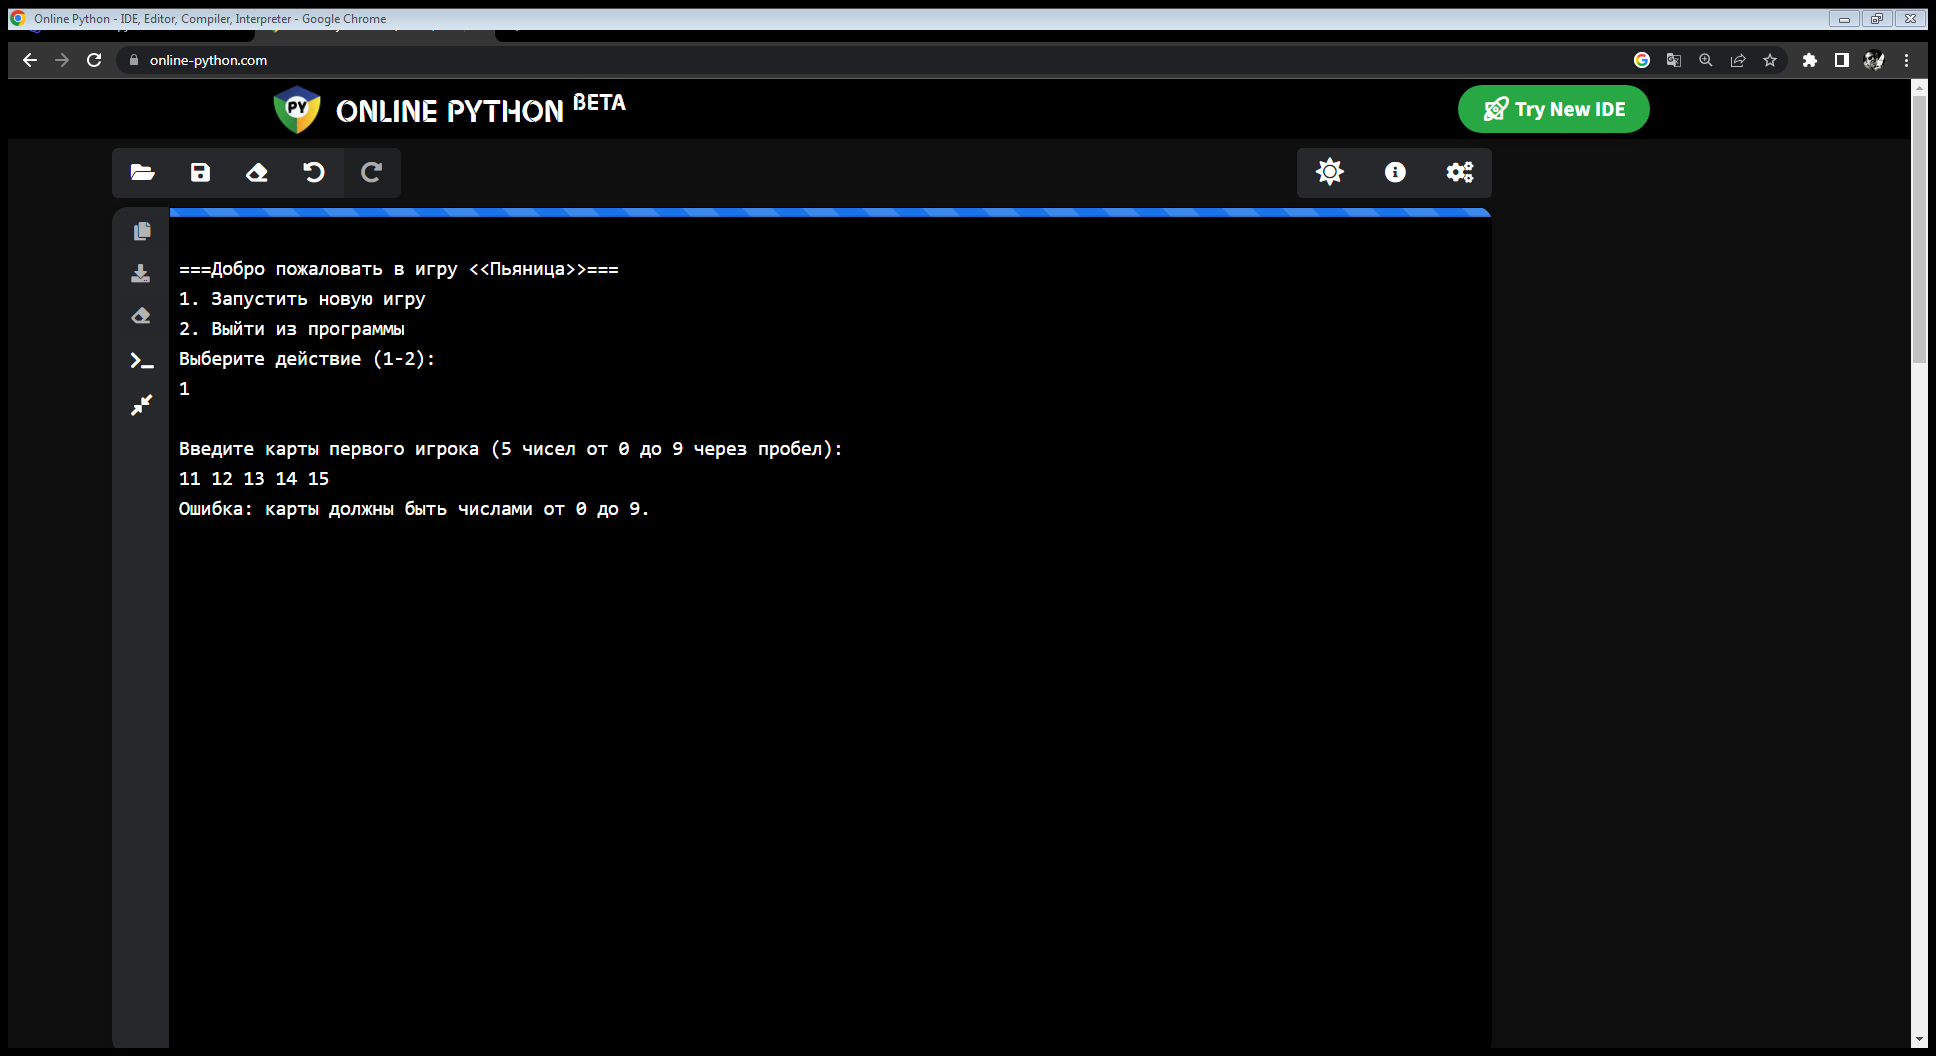 Online Python - IDE, Editor, Compiler, Interpreter - Google Chrome
online-python.com
PY
ONLINE PYTHON BETA
Try New IDE
===Добро пожаловать в игру <<Пьяница>>===
1. Запустить новую игру
2. Выйти из программы
Выберите действие (1-2):
1
Введите карты первого игрока (5 чисел от 0 до 9 через пробел):
11 12 13 14 15
Ошибка: карты должны быть числами от 0 до 9.